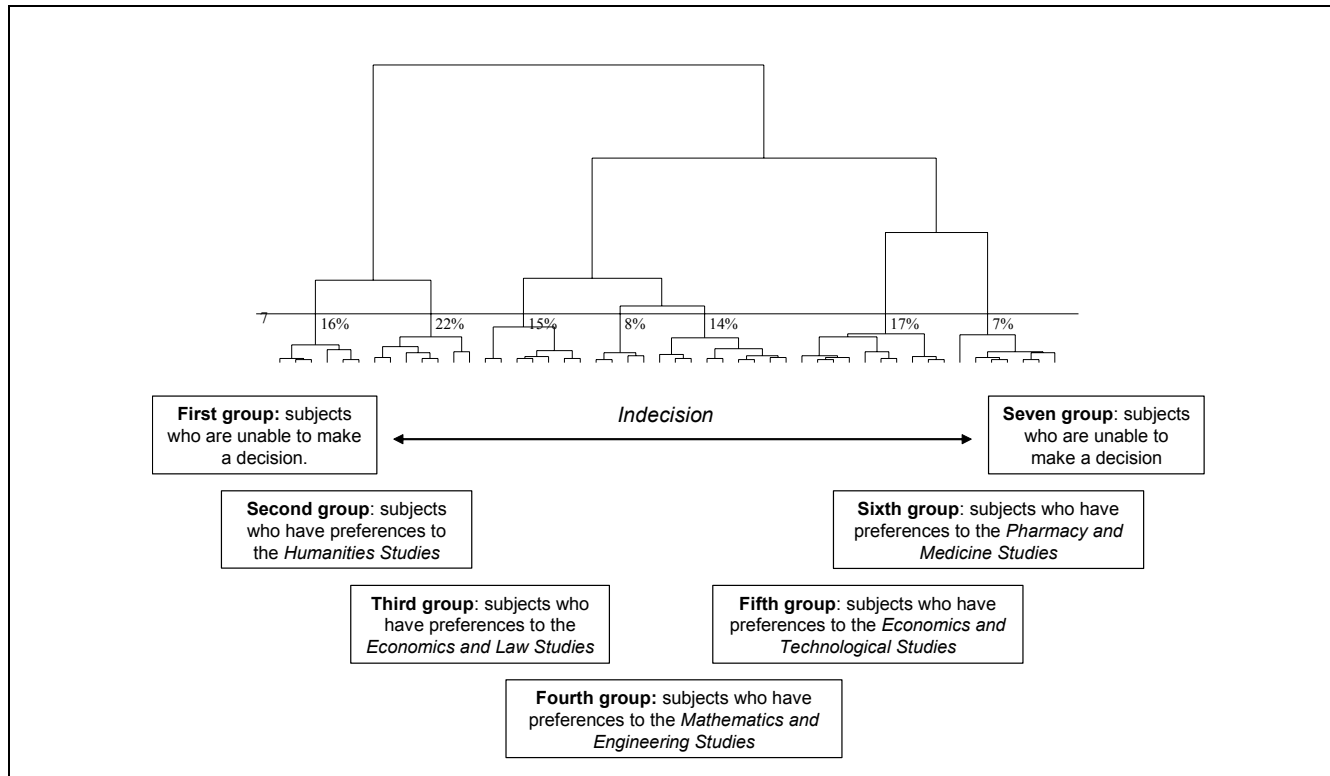 7
16%
22%
15%
8%
14%
17%
7%
First group: subjects
who are unable to make
a decision.
Indecision
Seven group: subjects
who are unable to
make a decision
Second group: subjects
who have preferences to
the Humanities Studies
Sixth group: subjects who have
preferences to the Pharmacy and
Medicine Studies
Third group: subjects who
have preferences to the
Economics and Law Studies
Fifth group: subjects who have
preferences to the Economics and
Technological Studies
Fourth group: subjects who have
preferences to the Mathematics and
Engineering Studies